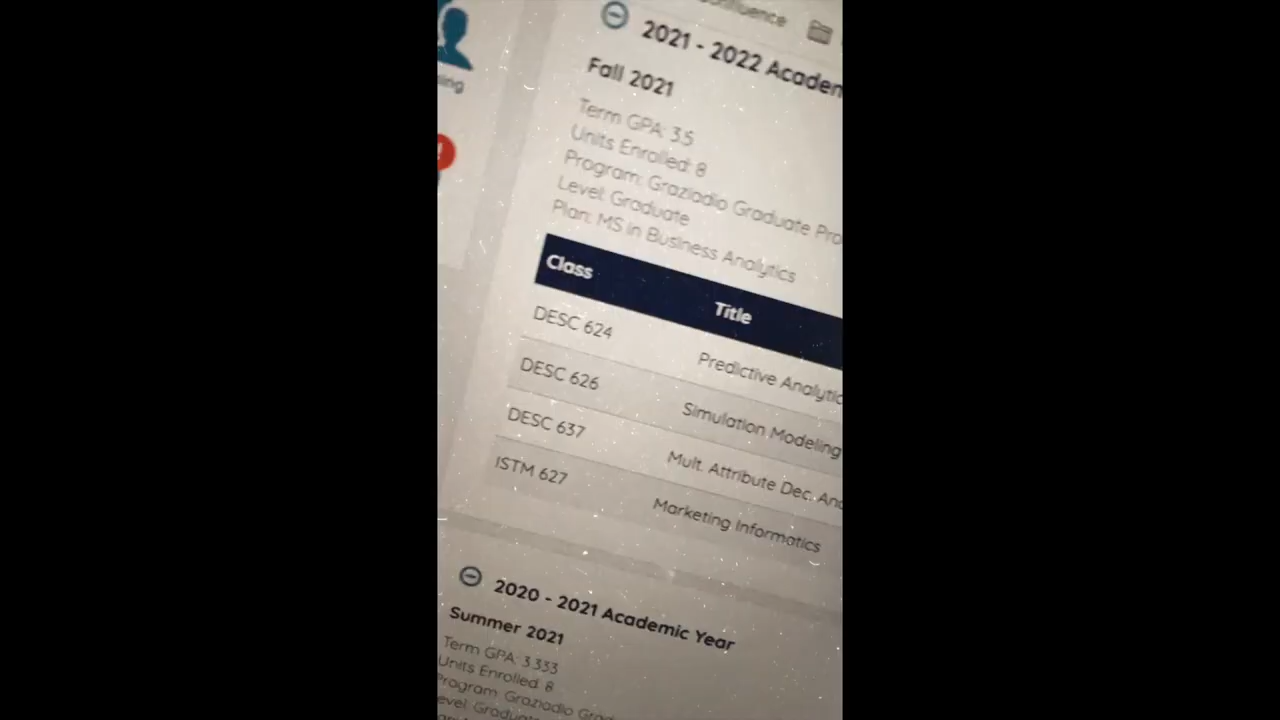 2021 - 2022 Academ
Fall 2021
Term GPA: 3.5
Units Enrolled: 8
Program: Graziadio Graduate Pro
Level: Graduate
Plan: MS in Business Analytics
Class Title
DESC 624 Predictive Analytic
DESC 626 Simulation Modeling
DESC 637 Mult. Attribute Dec. Ana
ISTM 627 Marketing Informatics
2020 - 2021 Academic Year
Summer 2021
Term GPA: 3.333
Units Enrolled: 8
Program: Graziadio Grad